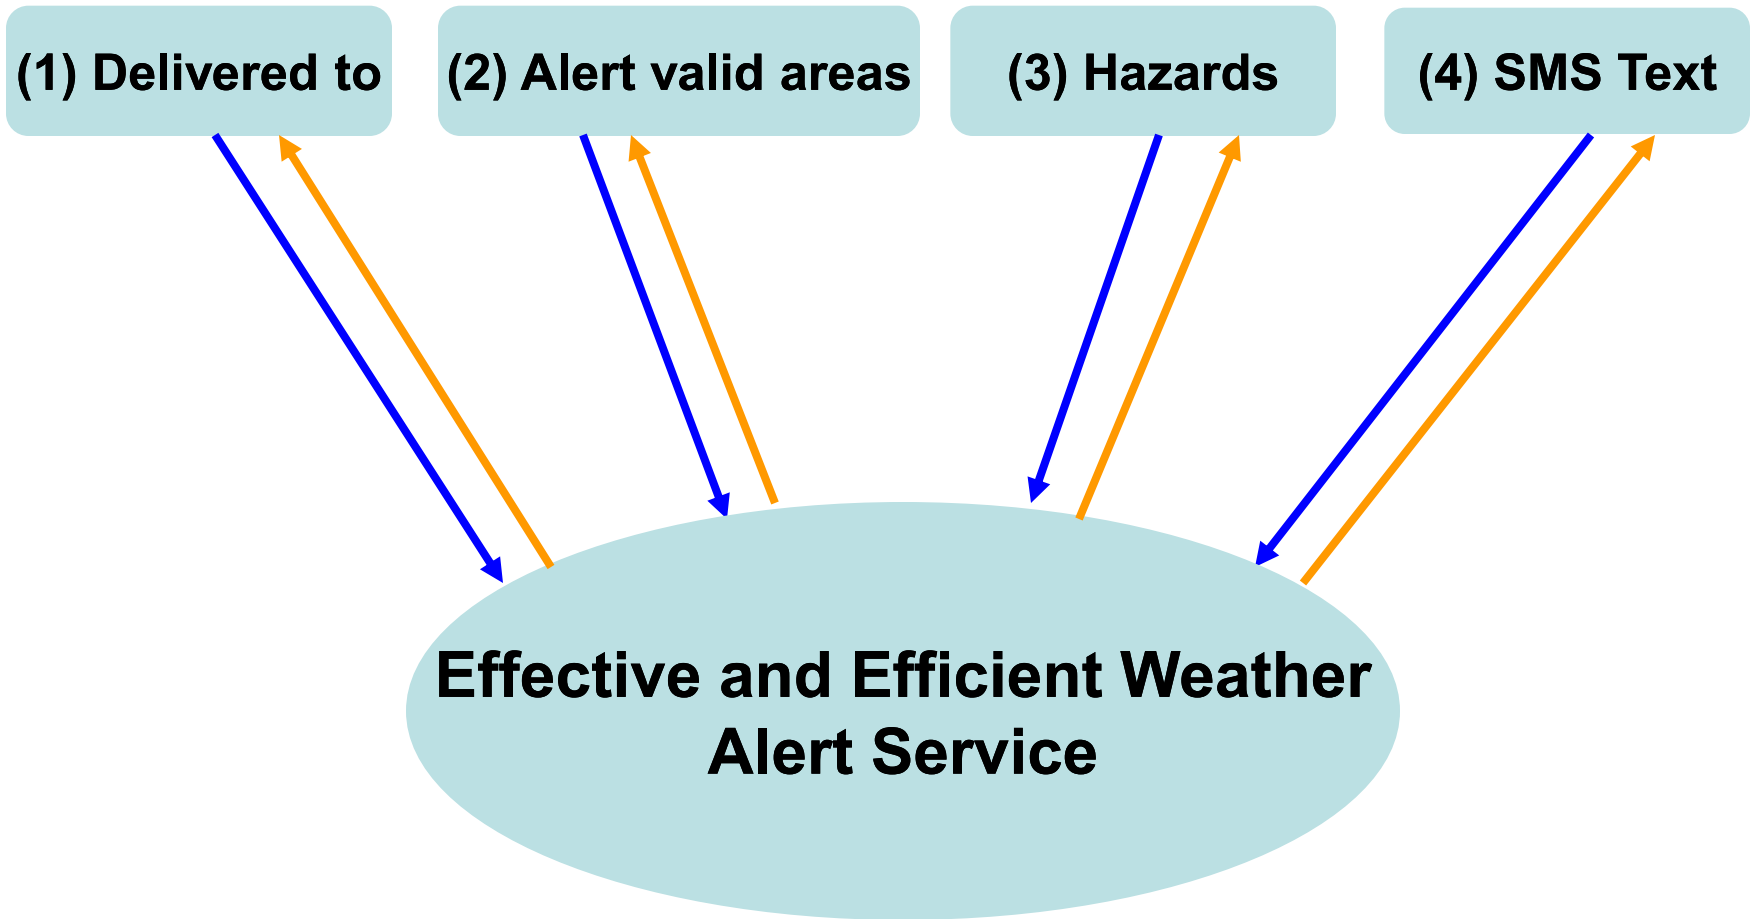 (1) Delivered to
(2) Alert valid areas
(3) Hazards
(4) SMS Text
Effective and Efficient Weather
Alert Service